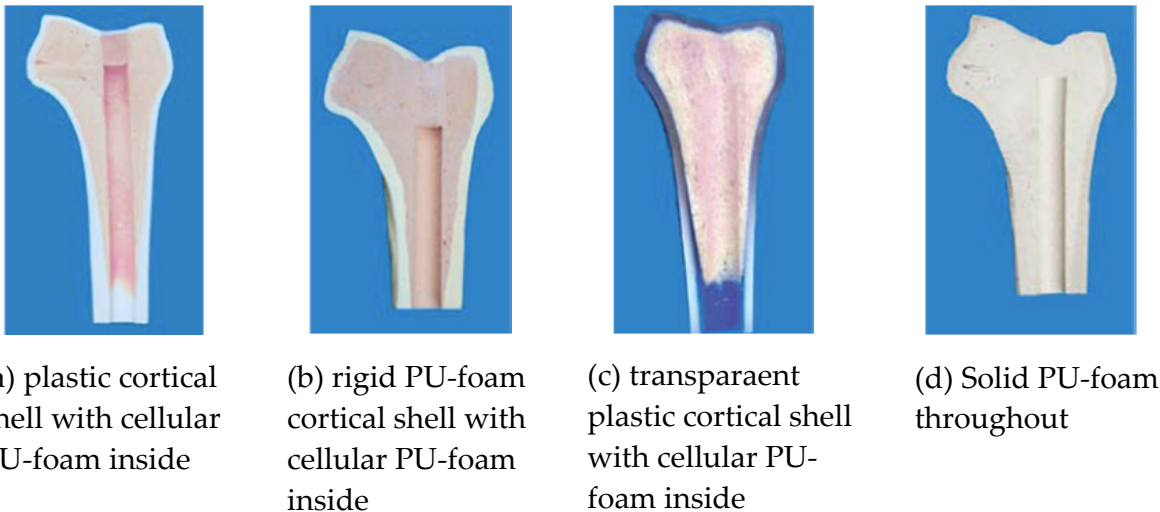 ) plastic cortical
hell with cellular
U-foam inside
(b) rigid PU-foam
cortical shell with
cellular PU-foam
inside
(c) transparaent
plastic cortical shell
with cellular PU-
foam inside
(d) Solid PU-foam
throughout